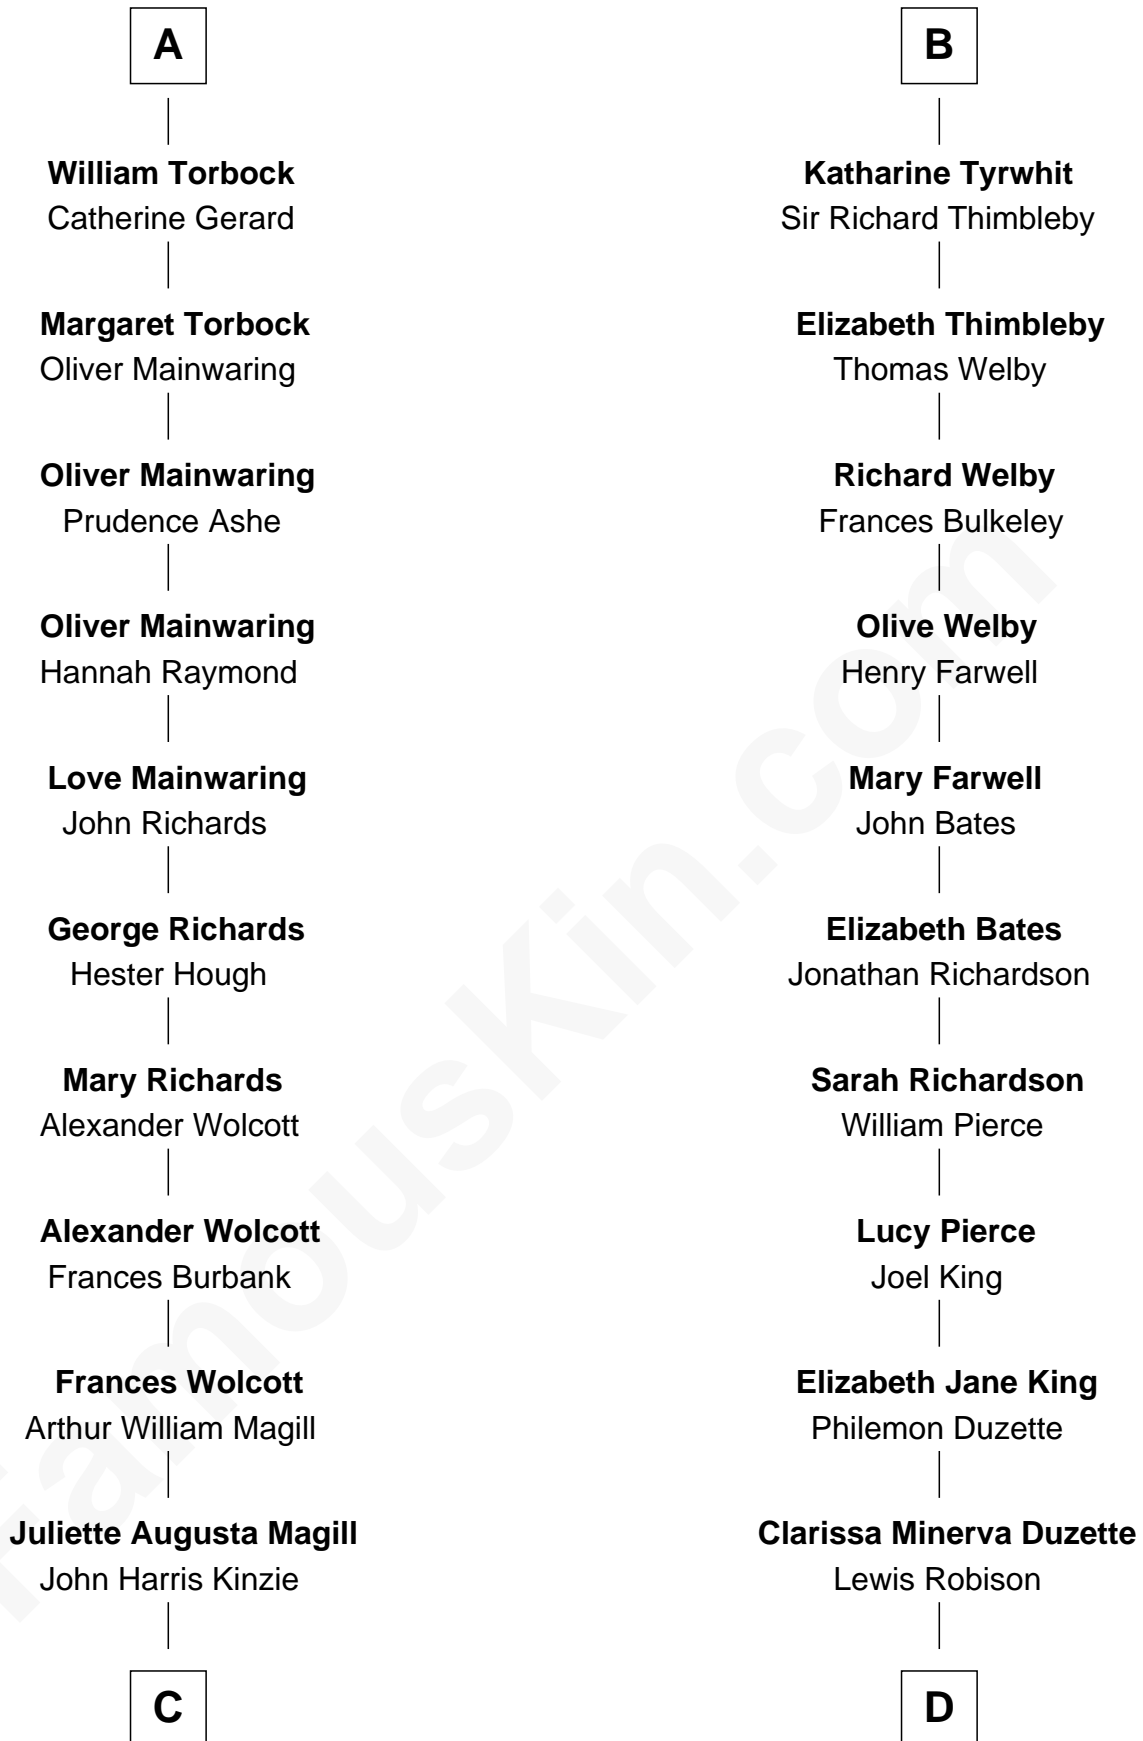 A
William Torbock
Catherine Gerard
Margaret Torbock
Oliver Mainwaring
Oliver Mainwaring
Prudence Ashe
Oliver Mainwaring
Hannah Raymond
Love Mainwaring
John Richards
George Richards
Hester Hough
Mary Richards
Alexander Wolcott
Alexander Wolcott
Frances Burbank
Frances Wolcott
Arthur William Magill
Juliette Augusta Magill
John Harris Kinzie
C
B
Katharine Tyrwhit
Sir Richard Thimbleby
Elizabeth Thimbleby
Thomas Welby
Richard Welby
Frances Bulkeley
Olive Welby
Henry Farwell
Mary Farwell
John Bates
Elizabeth Bates
Jonathan Richardson
Sarah Richardson
William Pierce
Lucy Pierce
Joel King
Elizabeth Jane King
Philemon Duzette
Clarissa Minerva Duzette
Lewis Robison
D
famousKin.com